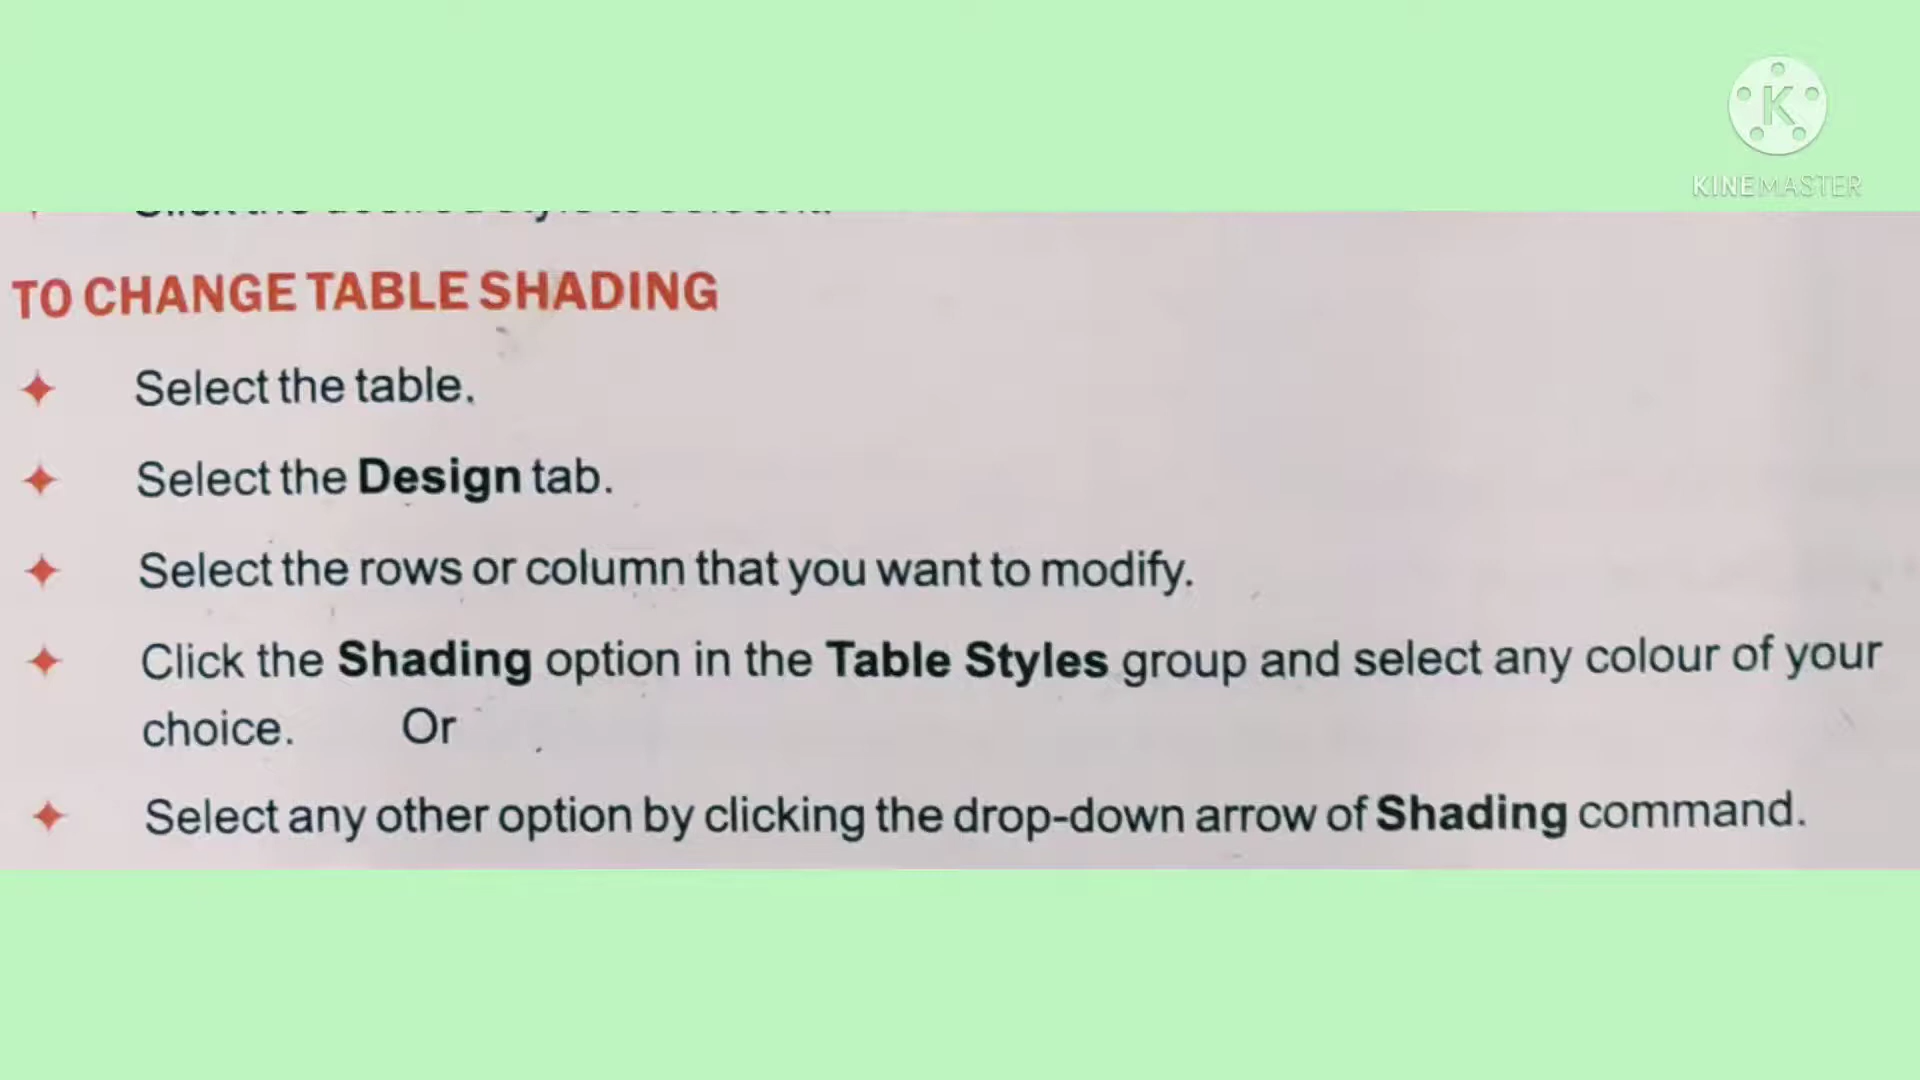 K
KINEMASTER
TO CHANGE TABLE SHADING
Select the table.
Select the Design tab.
Select the rows or column that you want to modify.
Click the Shading option in the Table Styles group and select any colour of your
choice. Or
Select any other option by clicking the drop-down arrow of Shading command.